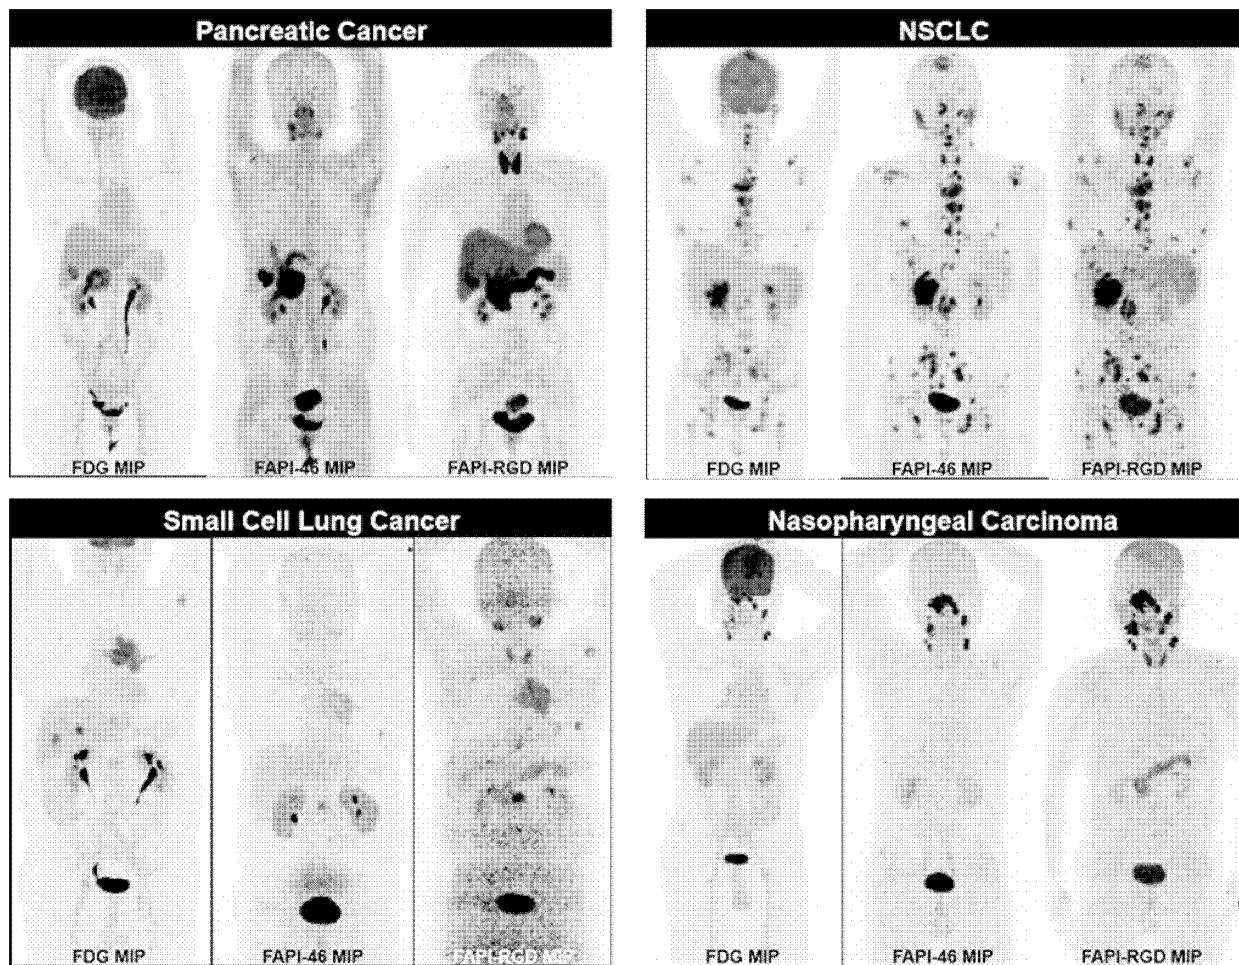 Pancreatic Cancer
FDG MIP
FAPI-46 MIP
FAPI-RGD MIP
NSCLC
FDG MIP
FAPI-46 MIP
FAPI-RGD MIP
Small Cell Lung Cancer
FDG MIP
FAPI-46 MIP
FAPI-RGD MIP
Nasopharyngeal Carcinoma
FDG MIP
FAPI-46 MIP
FAPI-RGD MIP